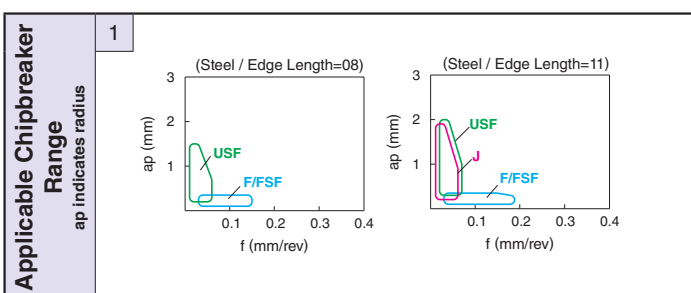 Applicable Chipbreaker
Range
ap indicates radius
1
(Steel / Edge Length=08)
3
2
1
ap (mm)
USF
F/FSF
0.1 0.2 0.3 0.4
f (mm/rev)
(Steel / Edge Length=11)
3
2
1
ap (mm)
USF
J
F/FSF
0.1 0.2 0.3 0.4
f (mm/rev)